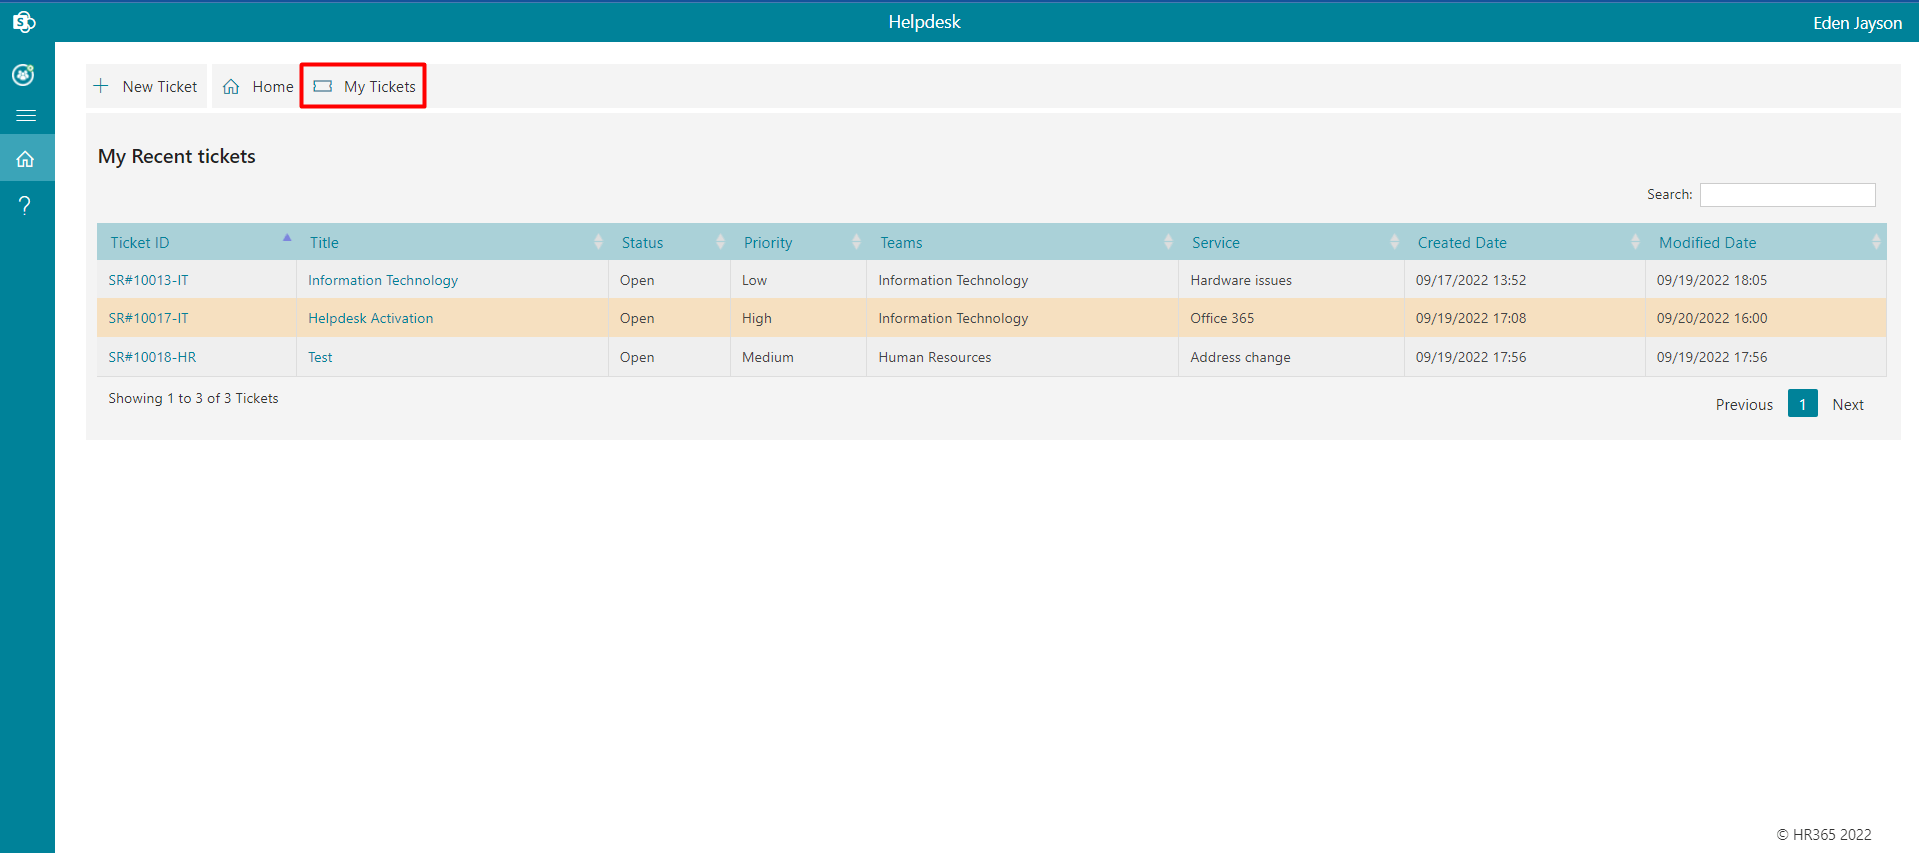 S Helpdesk Eden Jayson
New Ticket Home My Tickets
My Recent tickets
Search:
Ticket ID Title Status Priority Teams Service Created Date Modified Date
SR#10013-IT Information Technology Open Low Information Technology Hardware issues 09/17/2022 13:52 09/19/2022 18:05
SR#10017-IT Helpdesk Activation Open High Information Technology Office 365 09/19/2022 17:08 09/20/2022 16:00
SR#10018-HR Test Open Medium Human Resources Address change 09/19/2022 17:56 09/19/2022 17:56
Showing 1 to 3 of 3 Tickets
Previous 1 Next
© HR365 2022